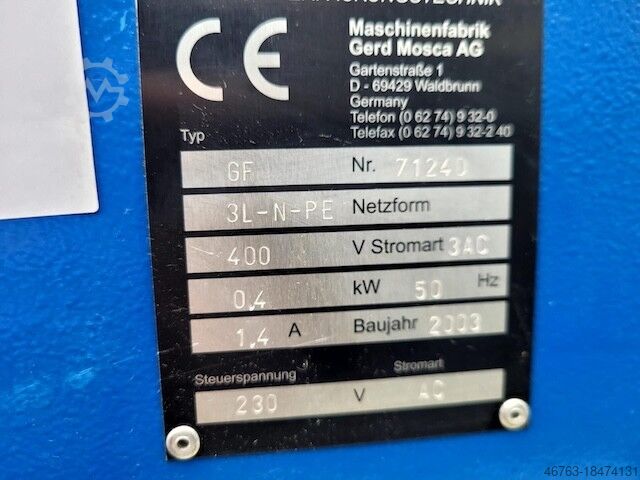 Maschinenfabrik
Gerd Mosca AG
Gartenstraße 1
D - 69429 Waldbrunn
Germany
Telefon (0 62 74) 9 32-0
Telefax (0 62 74) 9 32-2 40
CE
Typ
GF Nr. 71240
3L-N-PE Netzform
400 V Stromart 3AC
0.4 kW 50 Hz
1.4 A Baujahr 2003
Steuerspannung Stromart
230 V AC
46763-18474131